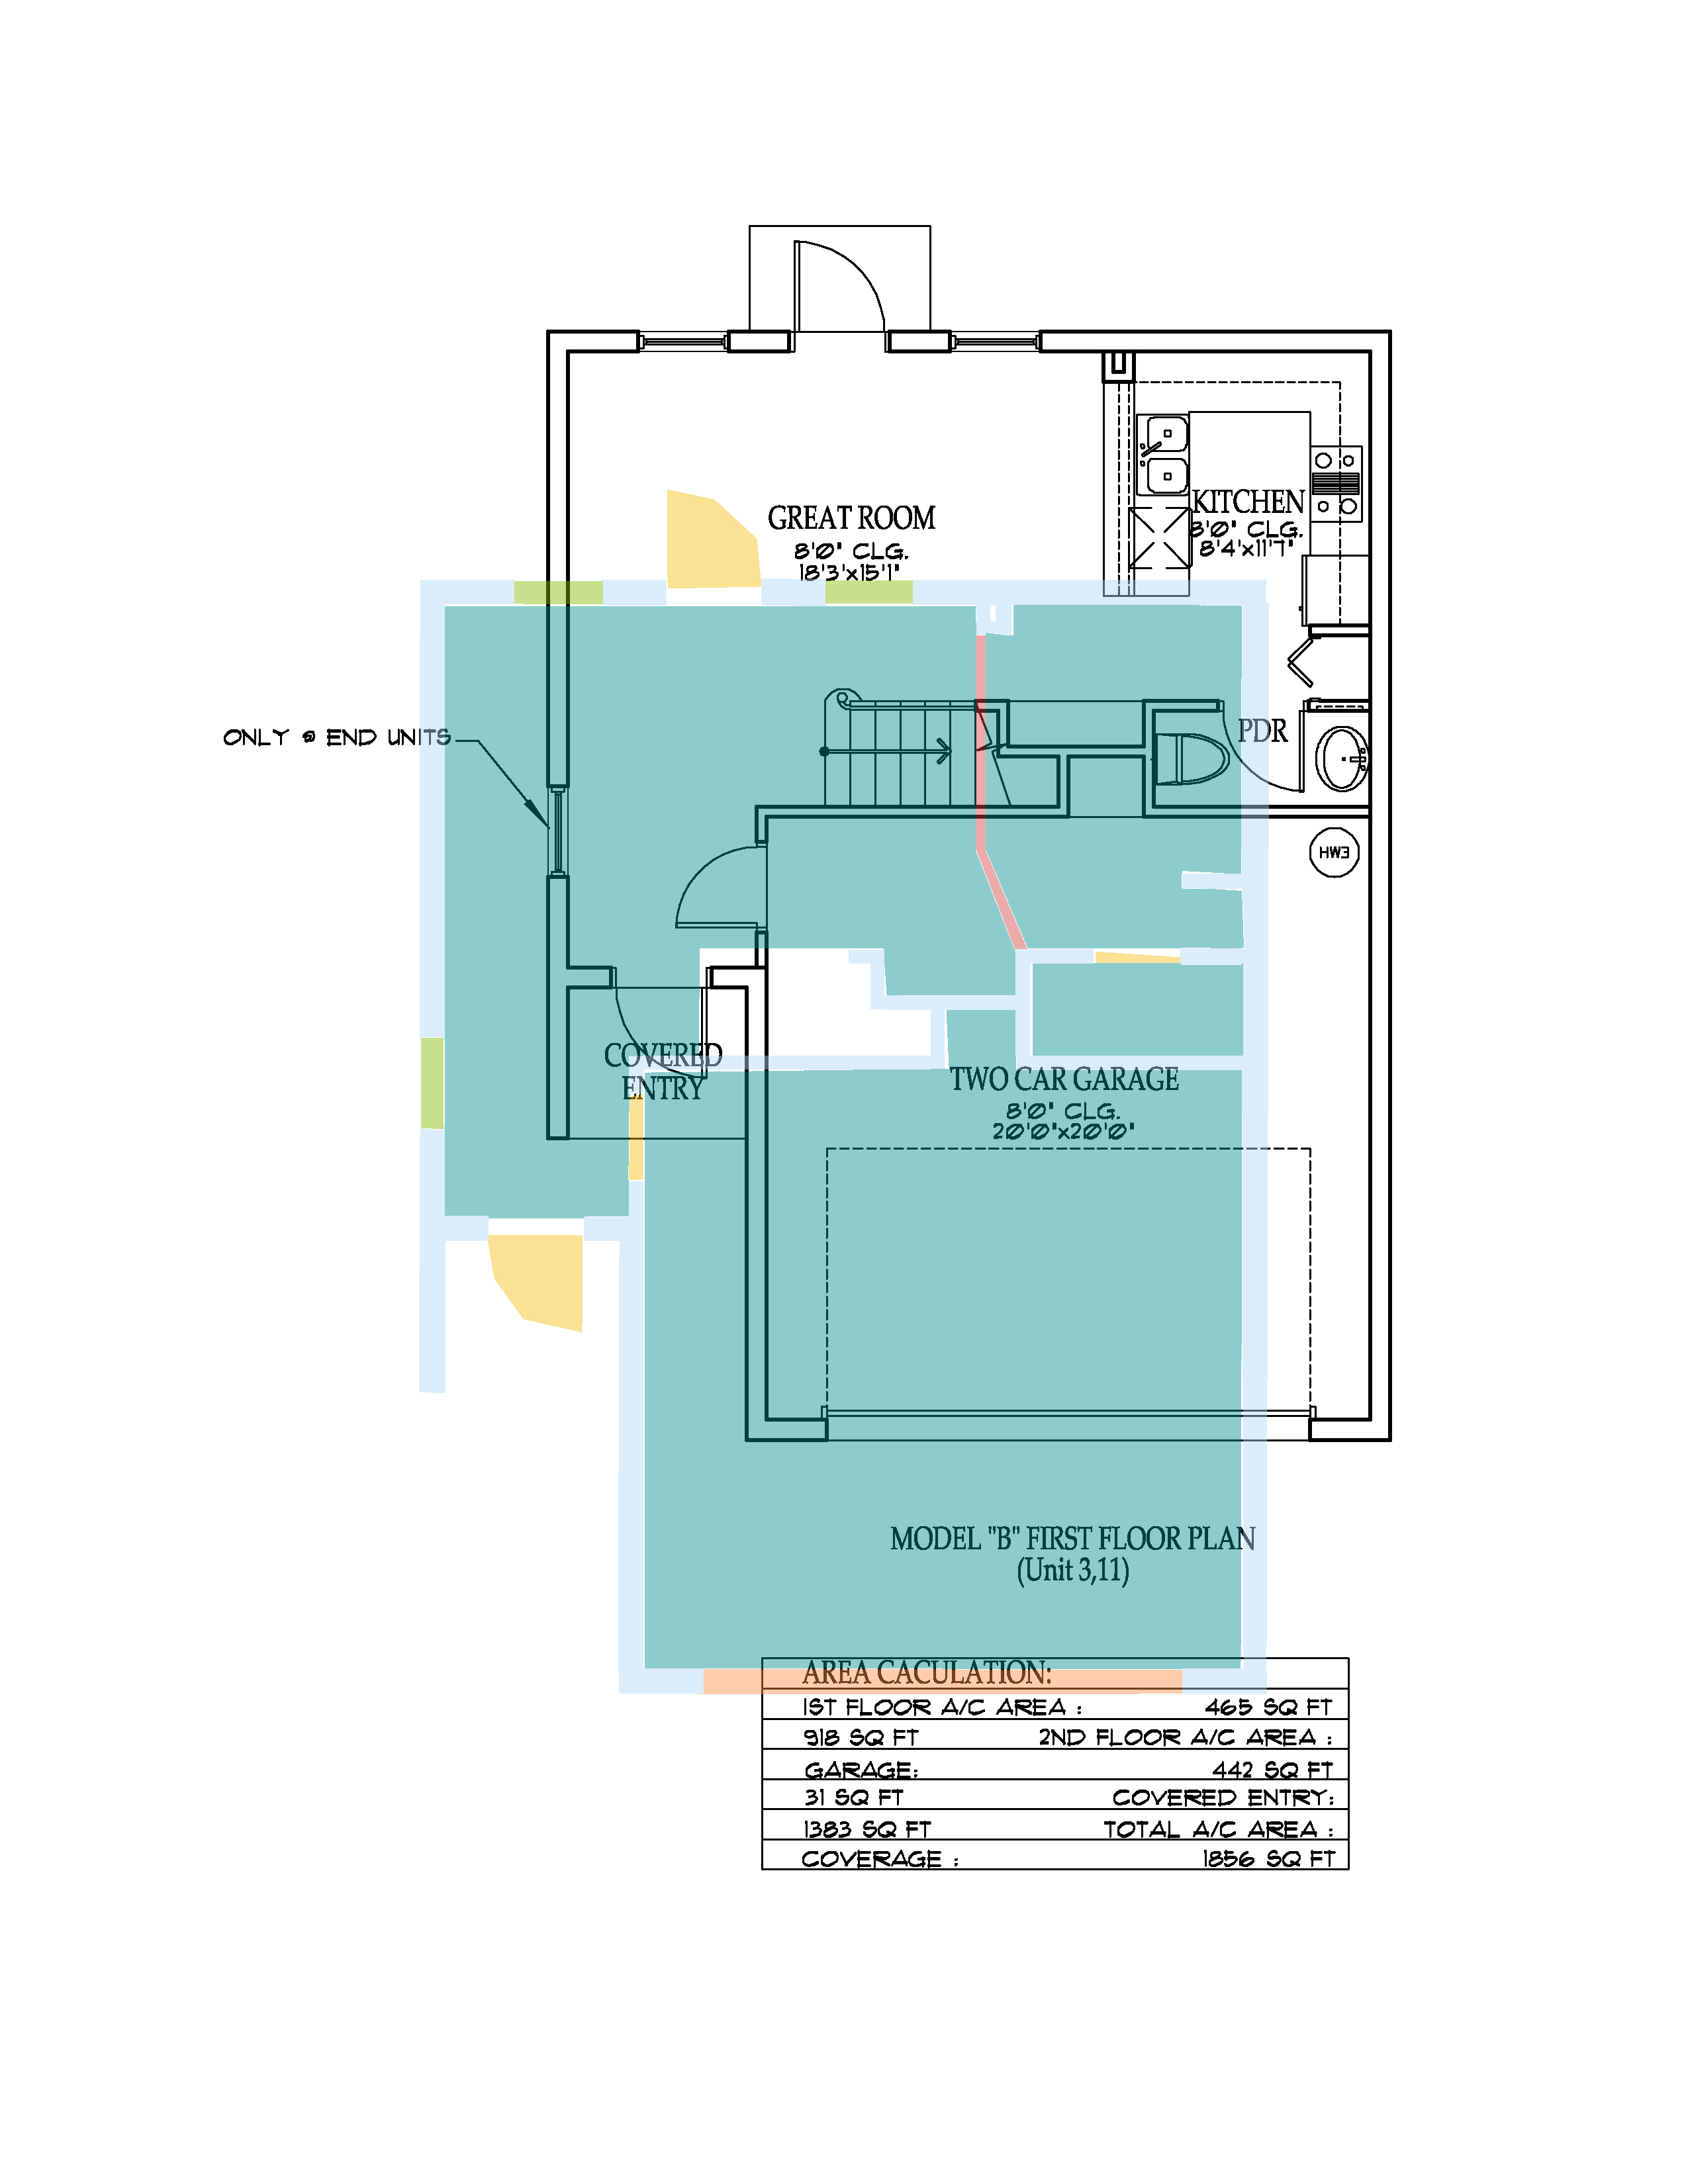 GREAT ROOM
8'0" CLG.
18'3'x15'1"
KITCHEN
8'0" CLG.
8'4'x11'7"
ONLY @ END UNITS
PDR
EWH
COVERED
ENTRY
TWO CAR GARAGE
8'0" CLG.
20'0"x20'0"
MODEL "B" FIRST FLOOR PLAN
(Unit 3,11)
AREA CACULATION:
1ST FLOOR A/C AREA : 465 SQ FT
918 SQ FT 2ND FLOOR A/C AREA :
GARAGE: 442 SQ FT
31 SQ FT COVERED ENTRY:
1383 SQ FT TOTAL A/C AREA :
COVERAGE : 1856 SQ FT